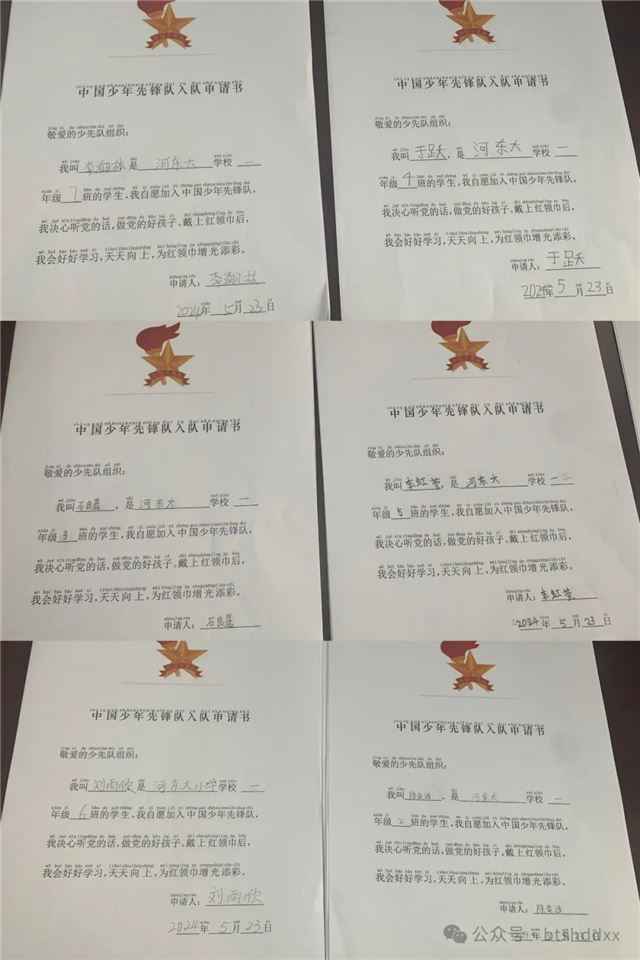 中国少年先锋队入队申请书
敬爱的少先队组织：
我叫李湘林是 河东大 学校 一
年级 7 班的学生，我自愿加入中国少年先锋队，
我决心听党的话，做党的好孩子。戴上红领巾后，
我会好好学习，天天向上，为红领巾增光添彩。
申请人：李湘林
2024年 5 月 23 日
中国少年先锋队入队申请书
敬爱的少先队组织：
我叫于跃，是 河东大 学校 一
年级 4 班的学生，我自愿加入中国少年先锋队，
我决心听党的话，做党的好孩子。戴上红领巾后，
我会好好学习，天天向上，为红领巾增光添彩。
申请人：于跃
2024年 5 月 23 日
中国少年先锋队入队申请书
敬爱的少先队组织：
我叫石良晨，是 河东大 学校 一
年级 3 班的学生，我自愿加入中国少年先锋队，
我决心听党的话，做党的好孩子。戴上红领巾后，
我会好好学习，天天向上，为红领巾增光添彩。
申请人：石良晨
中国少年先锋队入队申请书
敬爱的少先队组织：
我叫李虹莹，是 河东大 学校 一
年级 5 班的学生，我自愿加入中国少年先锋队，
我决心听党的话，做党的好孩子。戴上红领巾后，
我会好好学习，天天向上，为红领巾增光添彩。
申请人：李虹莹
2024年 5 月 23 日
中国少年先锋队入队申请书
敬爱的少先队组织：
我叫刘雨欣是 河东大小学学校 一
年级 6 班的学生，我自愿加入中国少年先锋队，
我决心听党的话，做党的好孩子。戴上红领巾后，
我会好好学习，天天向上，为红领巾增光添彩。
申请人：刘雨欣
2024年 5 月 23 日
中国少年先锋队入队申请书
敬爱的少先队组织：
我叫 ，是 河东大 学校 一
年级 2 班的学生，我自愿加入中国少年先锋队，
我决心听党的话，做党的好孩子。戴上红领巾后，
我会好好学习，天天向上，为红领巾增光添彩。
申请人：
公众号 · btshddxx